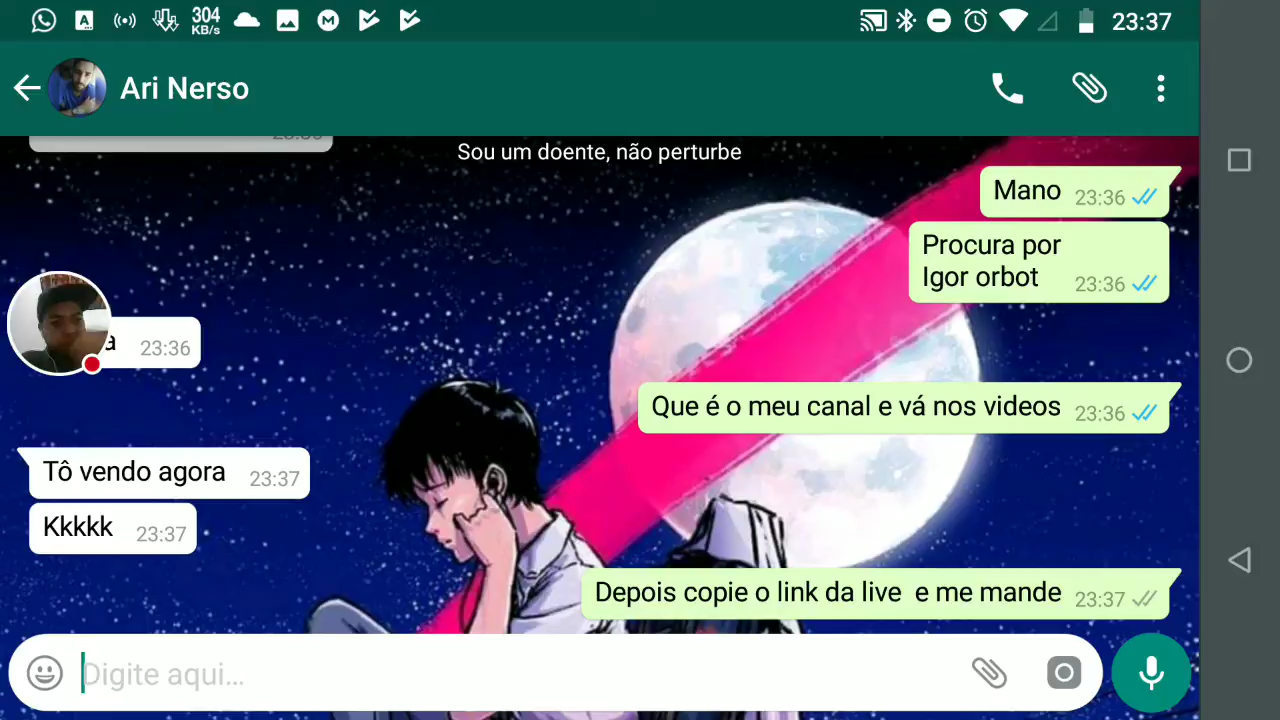 304
KB/s
23:37
Ari Nerso
Sou um doente, não perturbe
Mano 23:36
Procura por
Igor orbot 23:36
a 23:36
Que é o meu canal e vá nos videos 23:36
Tô vendo agora 23:37
Kkkkk 23:37
Depois copie o link da live e me mande 23:37
Digite aqui...